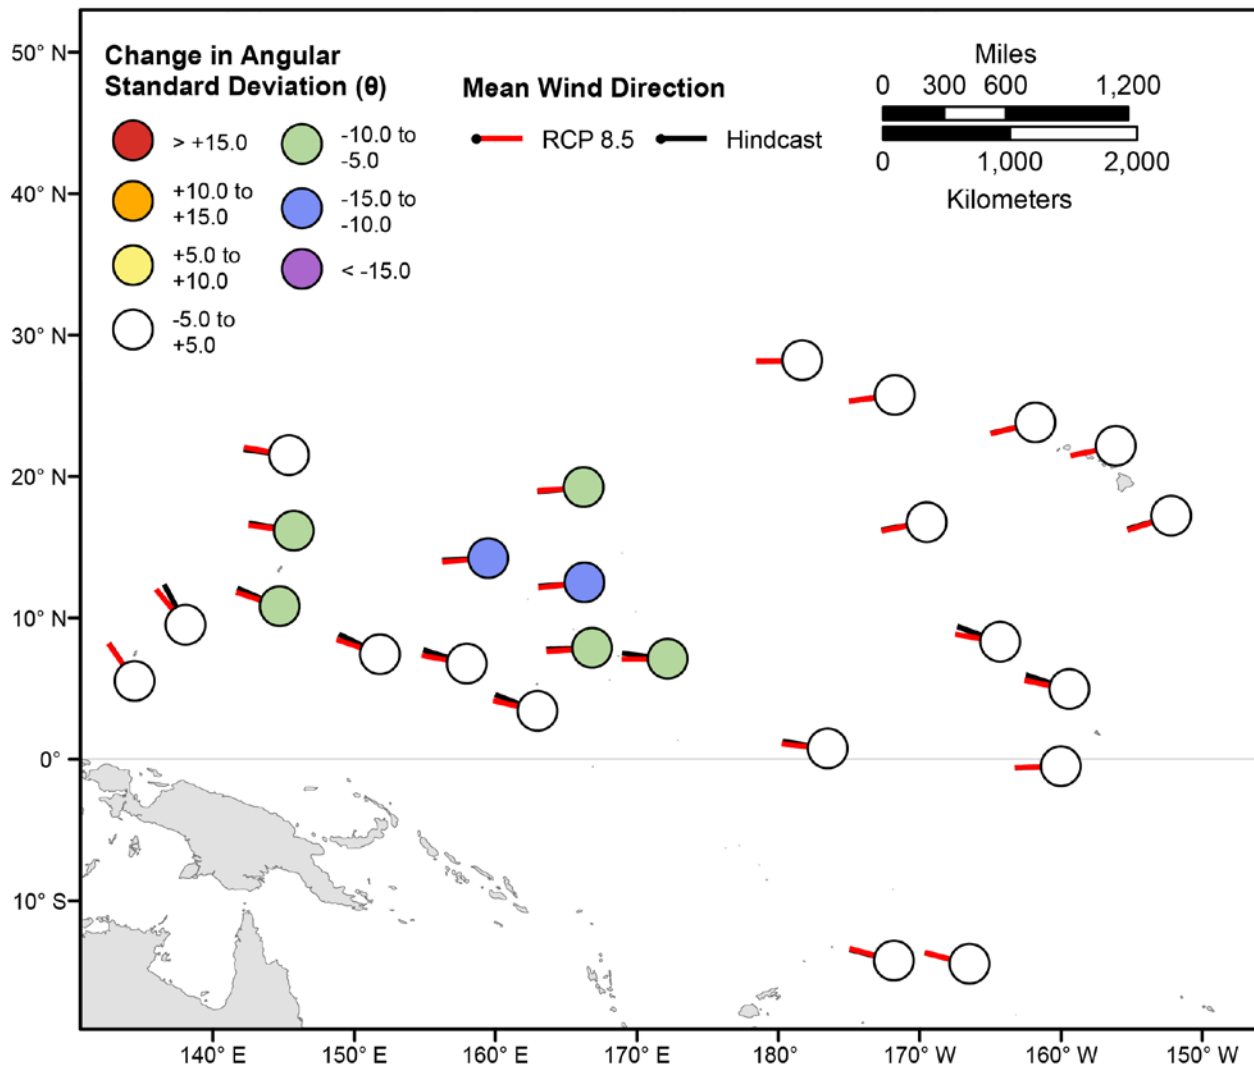 Change in Angular
Standard Deviation (θ)
> +15.0
+10.0 to
+15.0
+5.0 to
+10.0
-5.0 to
+5.0
-10.0 to
-5.0
-15.0 to
-10.0
< -15.0
Mean Wind Direction
RCP 8.5
Hindcast
Miles
0 300 600 1,200
0 1,000 2,000
Kilometers
50° N
40° N
30° N
20° N
10° N
0°
10° S
140° E 150° E 160° E 170° E 180° 170° W 160° W 150° W